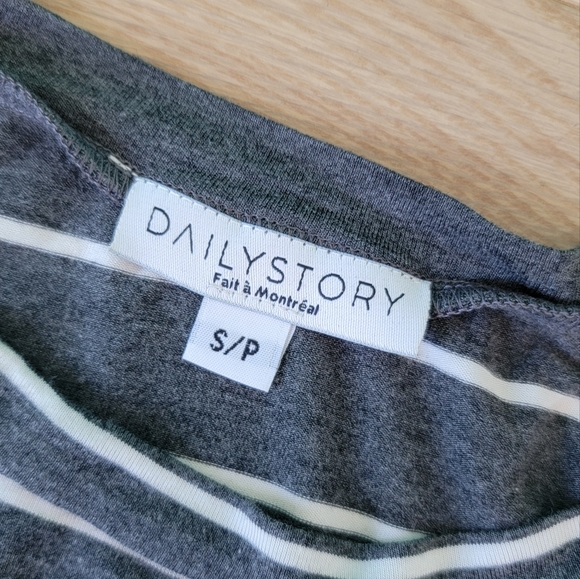 DAILYSTORY
Fait à Montréal
S/P